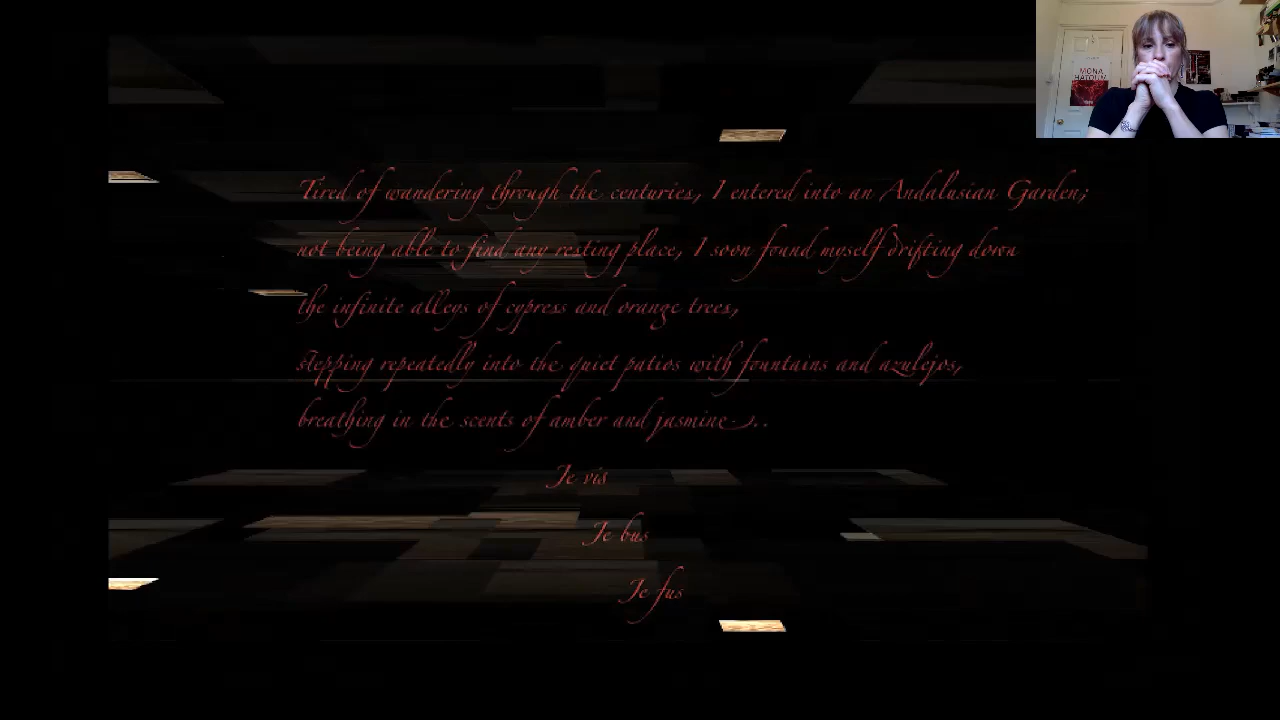 Tired of wandering through the centuries, I entered into an Andalusian Garden;
not being able to find any resting place, I soon found myself drifting down
the infinite alleys of cypress and orange trees,
stepping repeatedly into the quiet patios with fountains and azulejos,
breathing in the scents of amber and jasmine...
Je vis
Je bus
Je fus
MONA
HATOUM